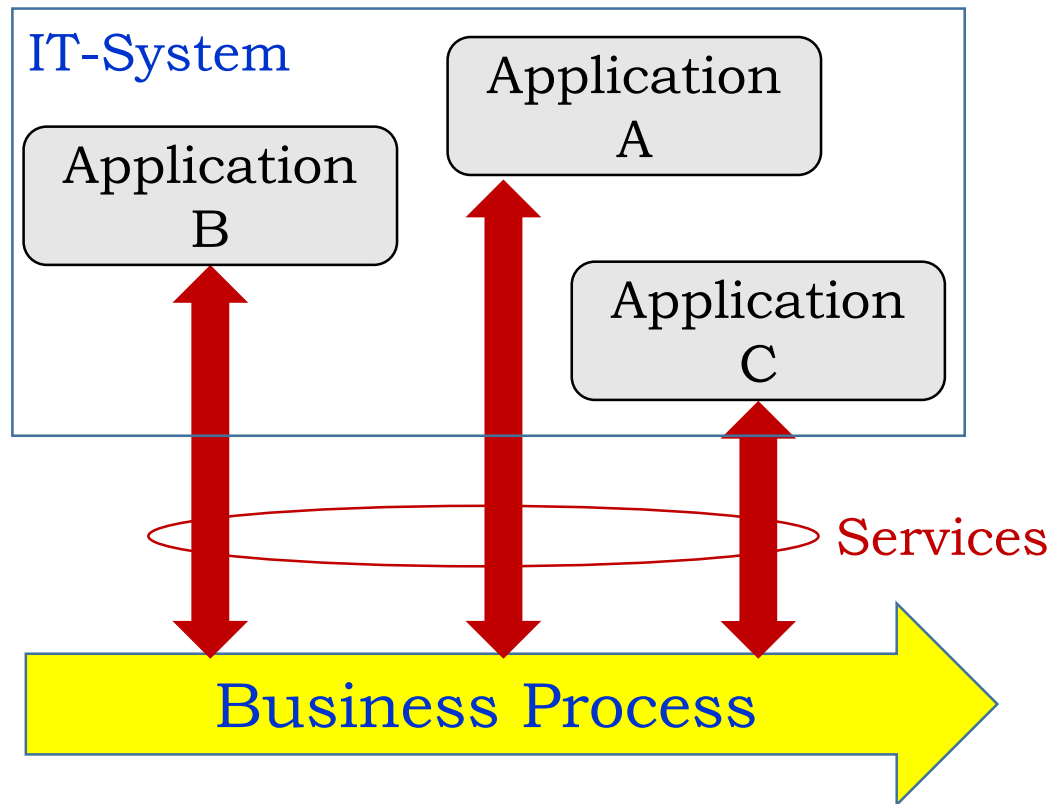 IT-System
Application
A
Application
B
Application
C
Services
Business Process